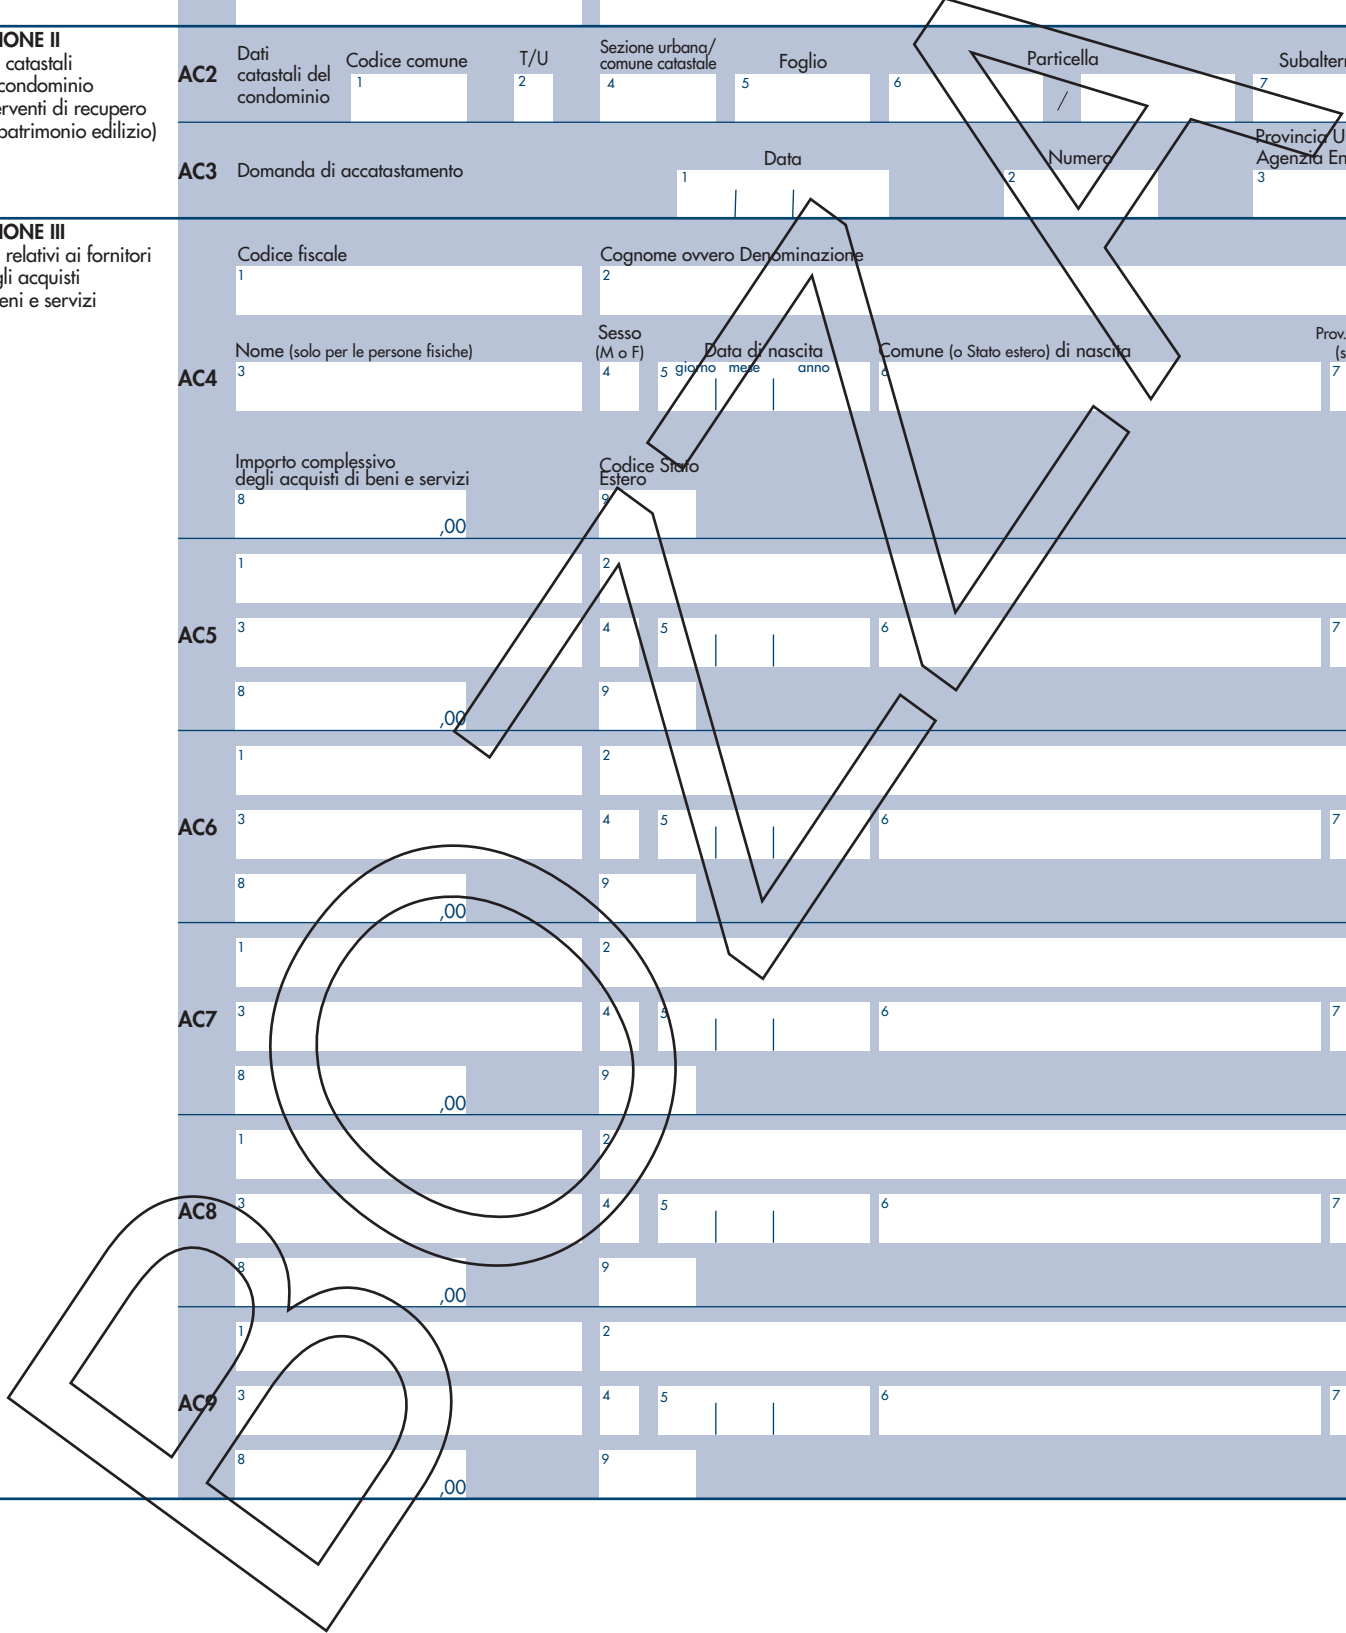 IONE II
catastali
condominio
erventi di recupero
patrimonio edilizio)
AC2
Dati
catastali del
condominio
Codice comune
1
T/U
2
Sezione urbana/
comune catastale
4
Foglio
5
Particella
6
/
Subaltern
7
AC3
Domanda di accatastamento
Data
1
Numero
2
Provincia U
Agenzia En
3
IONE III
relativi ai fornitori
gli acquisti
eni e servizi
AC4
Codice fiscale
1
Cognome ovvero Denominazione
2
Nome (solo per le persone fisiche)
3
Sesso
(M o F)
4
Data di nascita
5 giorno mese anno
Comune (o Stato estero) di nascita
6
Prov.
(s
7
Importo complessivo
degli acquisti di beni e servizi
8
,00
Codice Stato
Estero
9
AC5
1 2
3 4 5 6 7
8 ,00 9
AC6
1 2
3 4 5 6 7
8 ,00 9
AC7
1 2
3 4 5 6 7
8 ,00 9
AC8
1 2
3 4 5 6 7
8 ,00 9
AC9
1 2
3 4 5 6 7
8 ,00 9